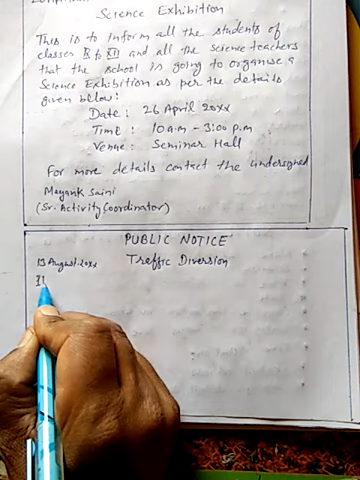 Science Exhibition
This is to inform all the students of
classes X to XII and all the science teachers
that the school is going to organise a
Science Exhibition as per the details
given bllow:
Date : 26 April 20xx
Time : 10 a.m - 3:00 p.m
Venue : Seminar Hall
For more details contact the undersigned
Mayank Saini
(Sr. Activity Coordinator)
PUBLIC NOTICE
13 August 20xx Traffic Diversion